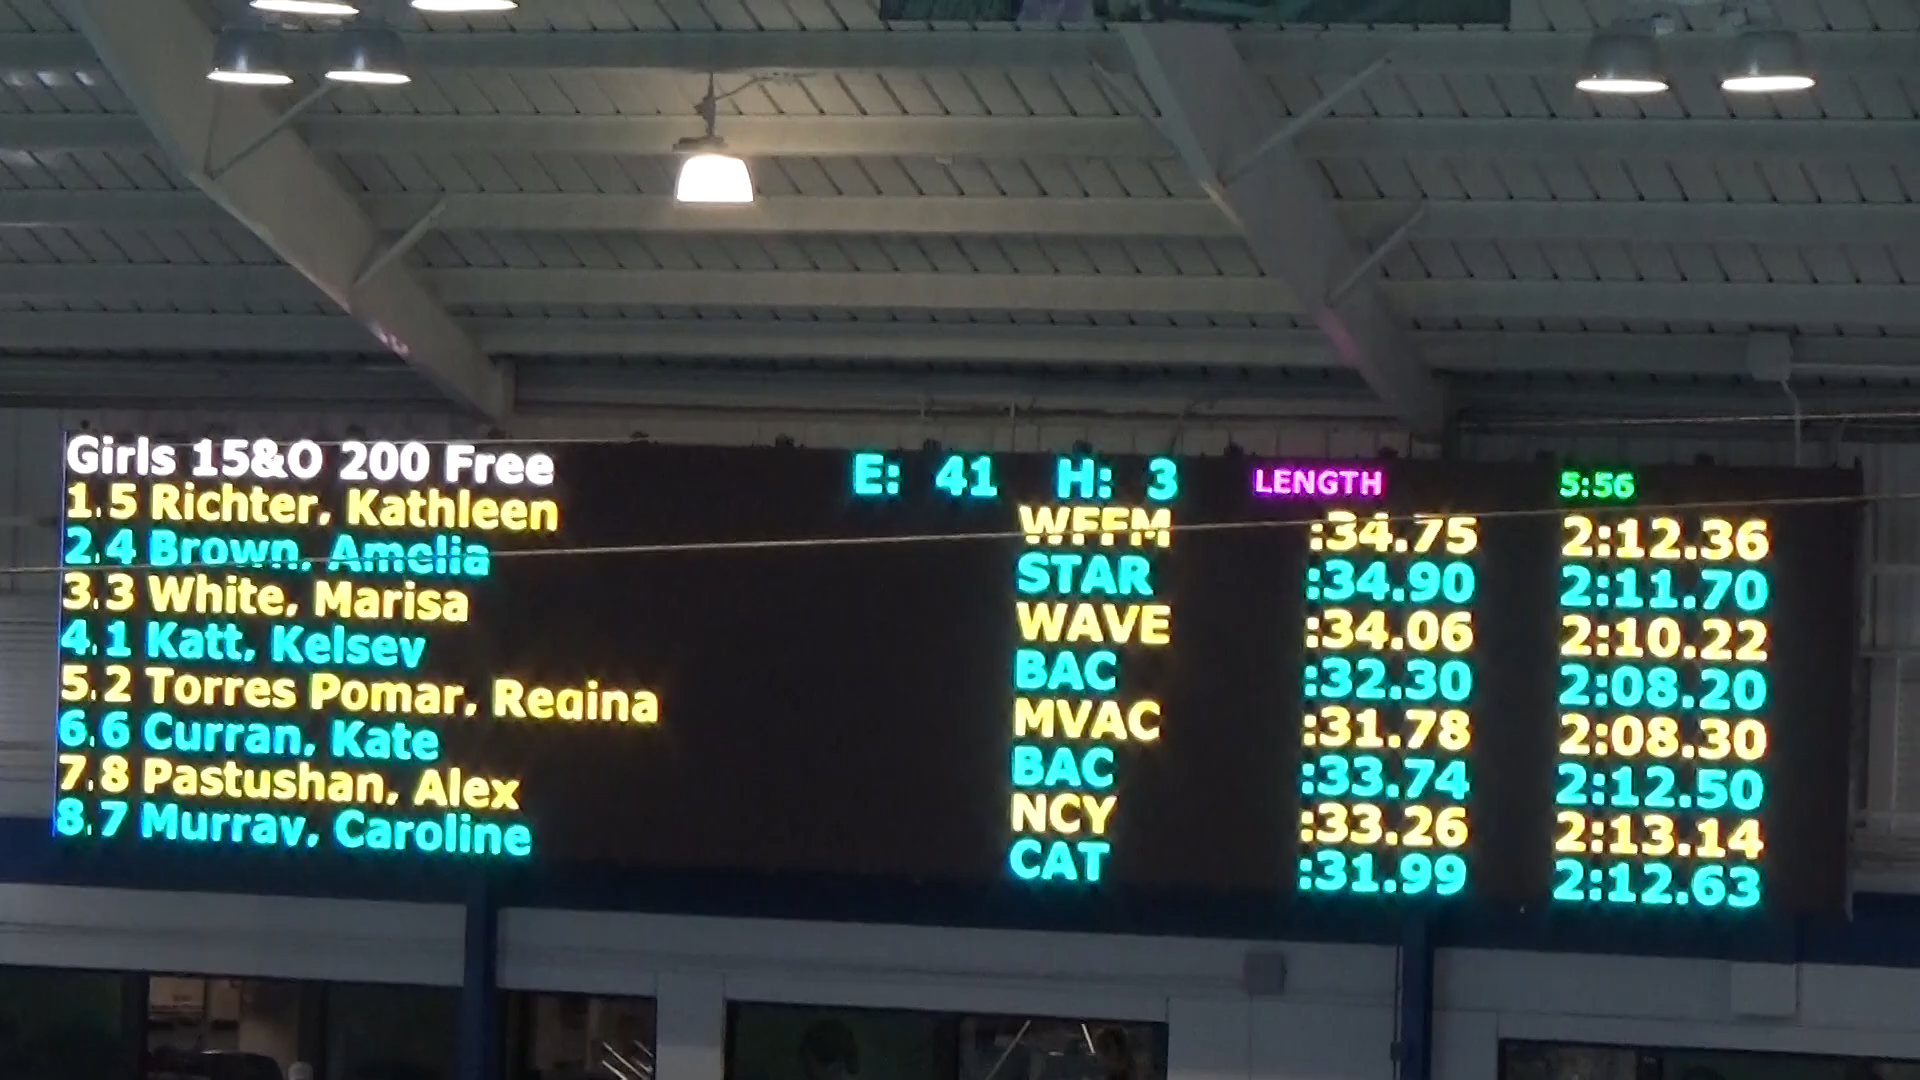 Girls 15&O 200 Free E: 41 H: 3 LENGTH 5:56
1.5 Richter, Kathleen WFFM :34.75 2:12.36
2.4 Brown, Amelia STAR :34.90 2:11.70
3.3 White, Marisa WAVE :34.06 2:10.22
4.1 Katt, Kelsey BAC :32.30 2:08.20
5.2 Torres Pomar, Regina MVAC :31.78 2:08.30
6.6 Curran, Kate BAC :33.74 2:12.50
7.8 Pastushan, Alex NCY :33.26 2:13.14
8.7 Murray, Caroline CAT :31.99 2:12.63